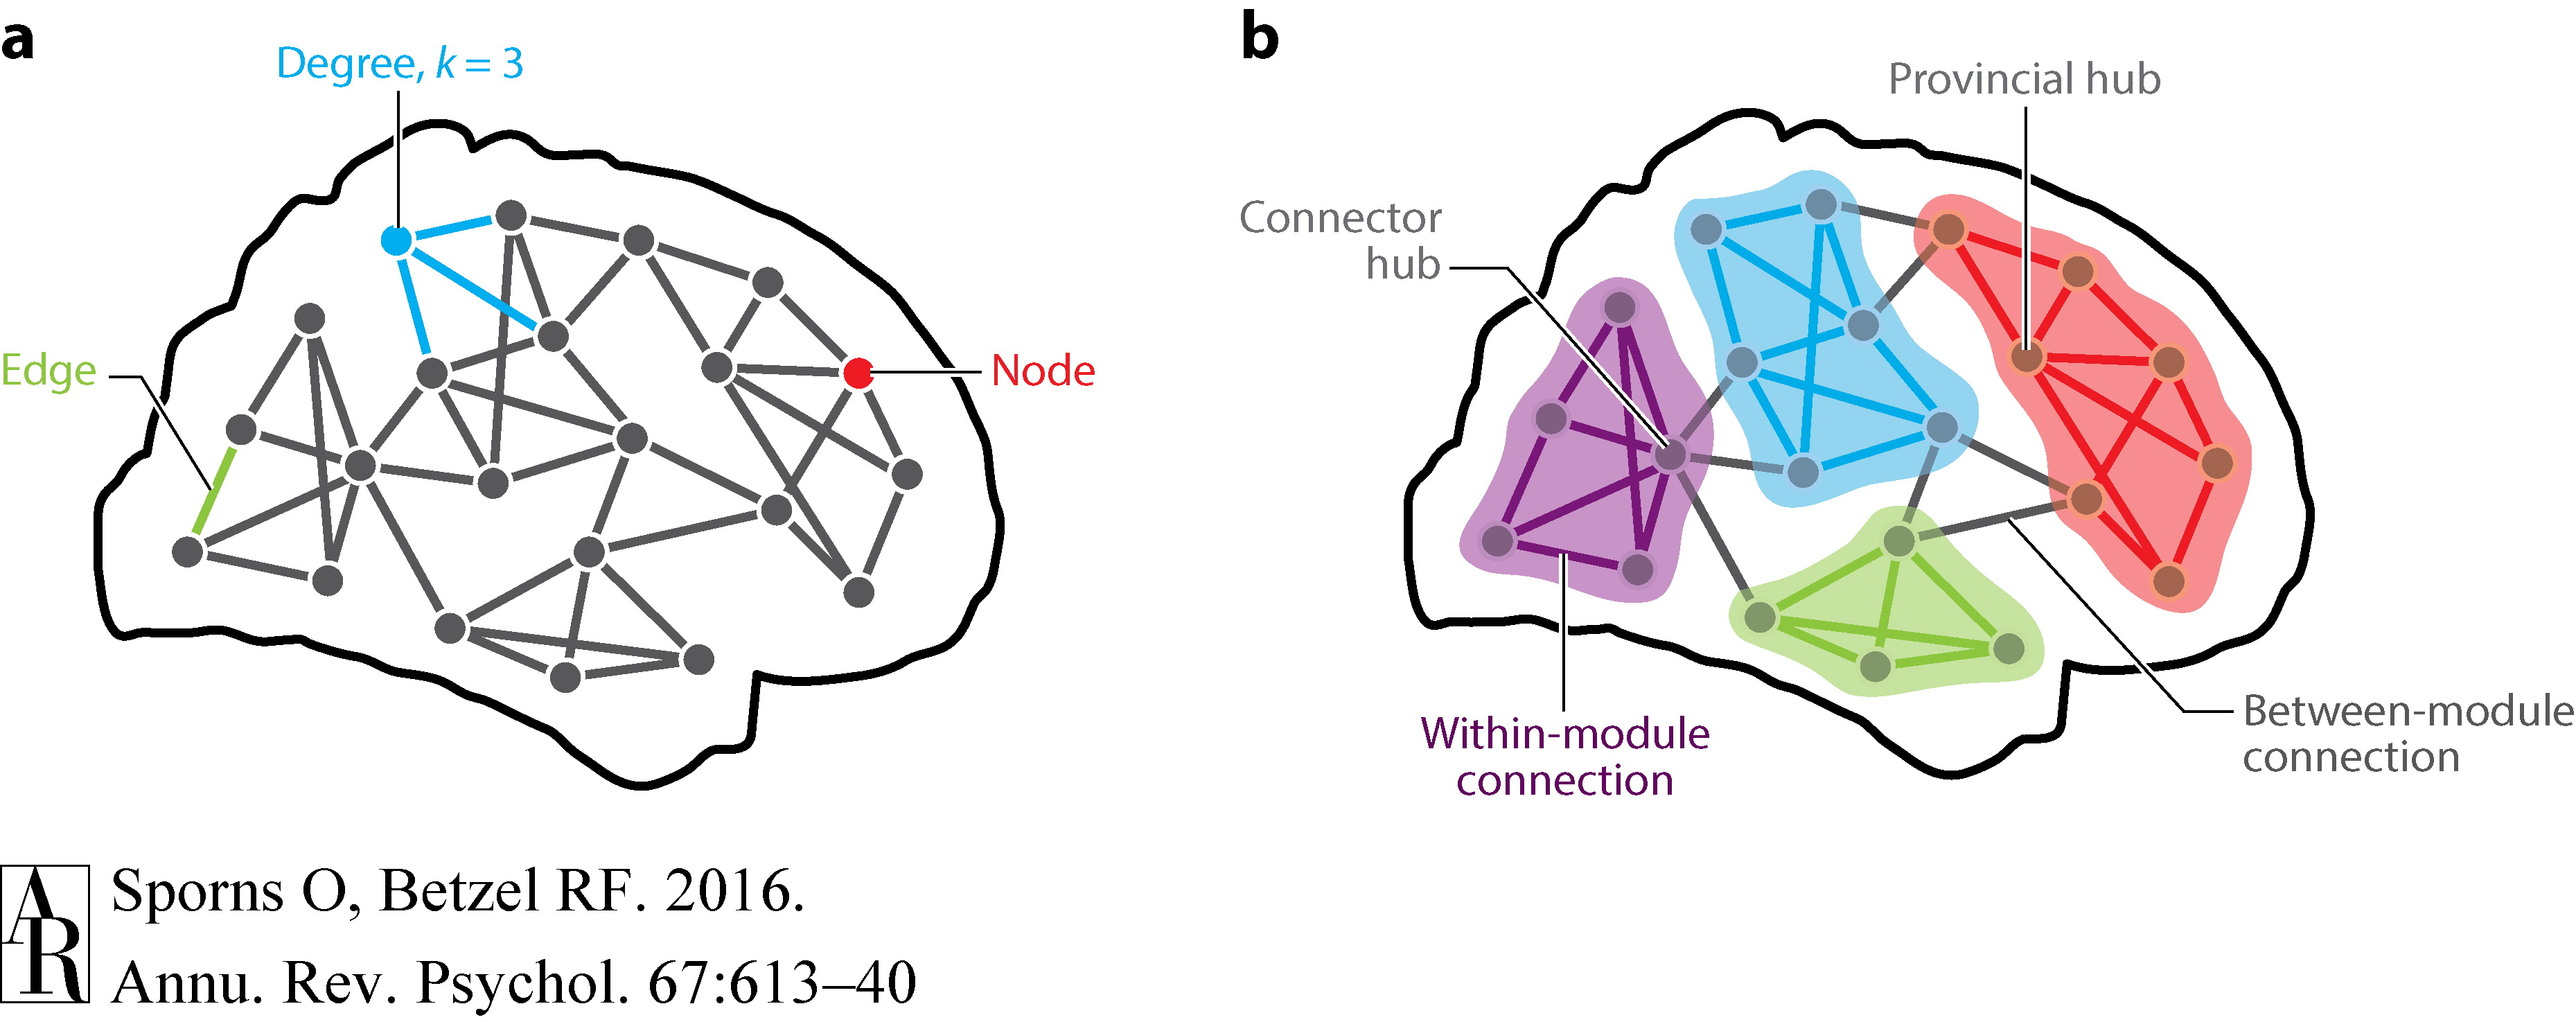 a
Degree, k = 3
Edge
Node
b
Provincial hub
Connector
hub
Within-module
connection
Between-module
connection
AR
Sporns O, Betzel RF. 2016.
Annu. Rev. Psychol. 67:613–40